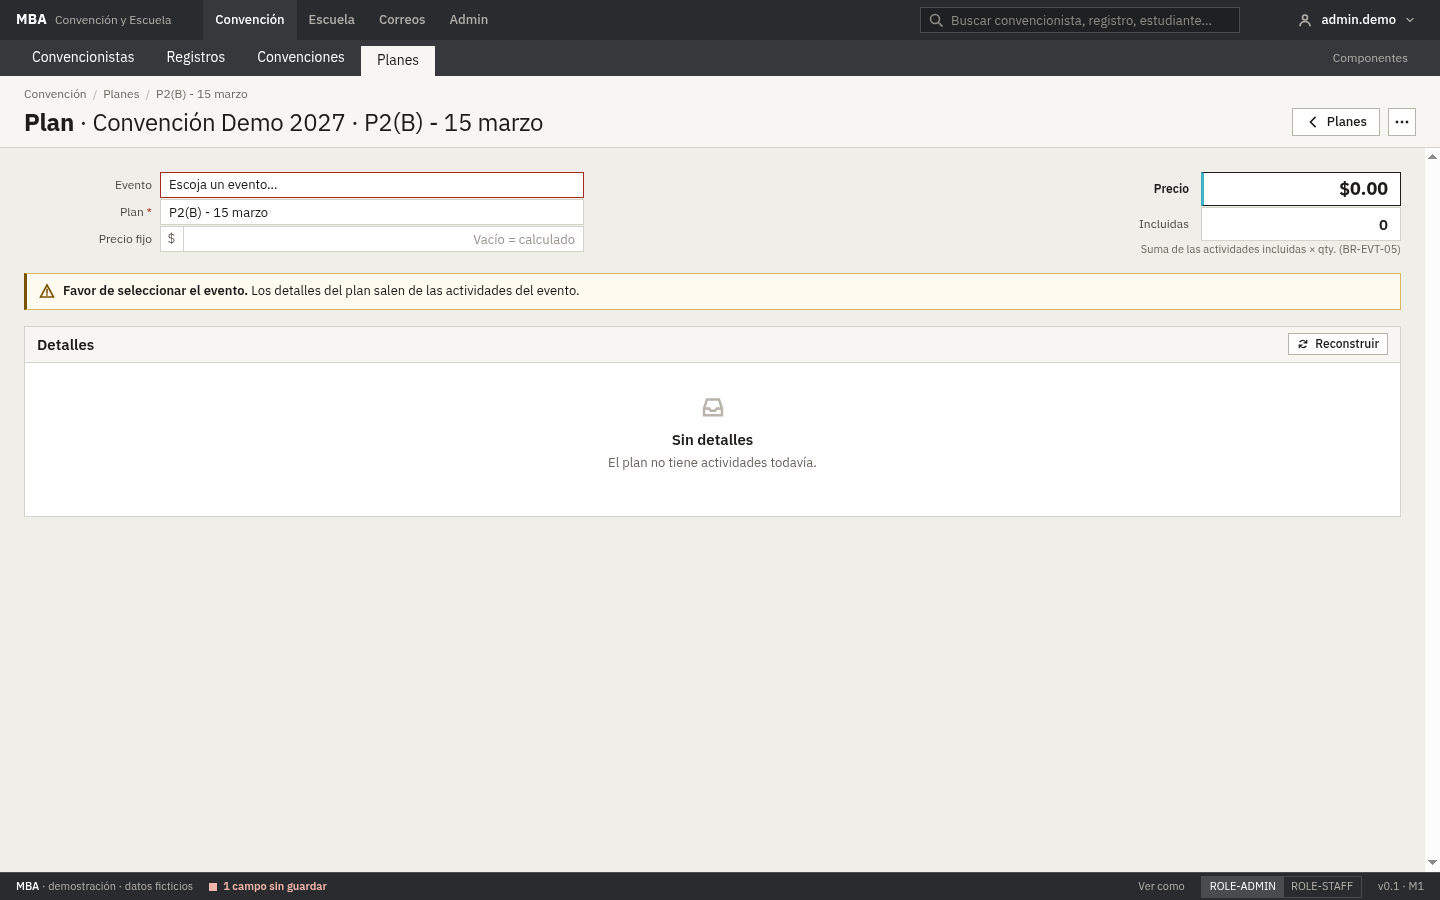 MBA Convención y Escuela Convención Escuela Correos Admin Buscar convencionista, registro, estudiante... admin.demo
Convencionistas Registros Convenciones Planes Componentes
Convención / Planes / P2(B) - 15 marzo
Plan · Convención Demo 2027 · P2(B) - 15 marzo Planes
Evento Escoja un evento... Precio $0.00
Plan * P2(B) - 15 marzo
Precio fijo $ Vacío = calculado Incluidas 0
Suma de las actividades incluidas × qty. (BR-EVT-05)
Favor de seleccionar el evento. Los detalles del plan salen de las actividades del evento.
Detalles Reconstruir
Sin detalles
El plan no tiene actividades todavía.
MBA · demostración · datos ficticios 1 campo sin guardar Ver como ROLE-ADMIN ROLE-STAFF v0.1 · M1